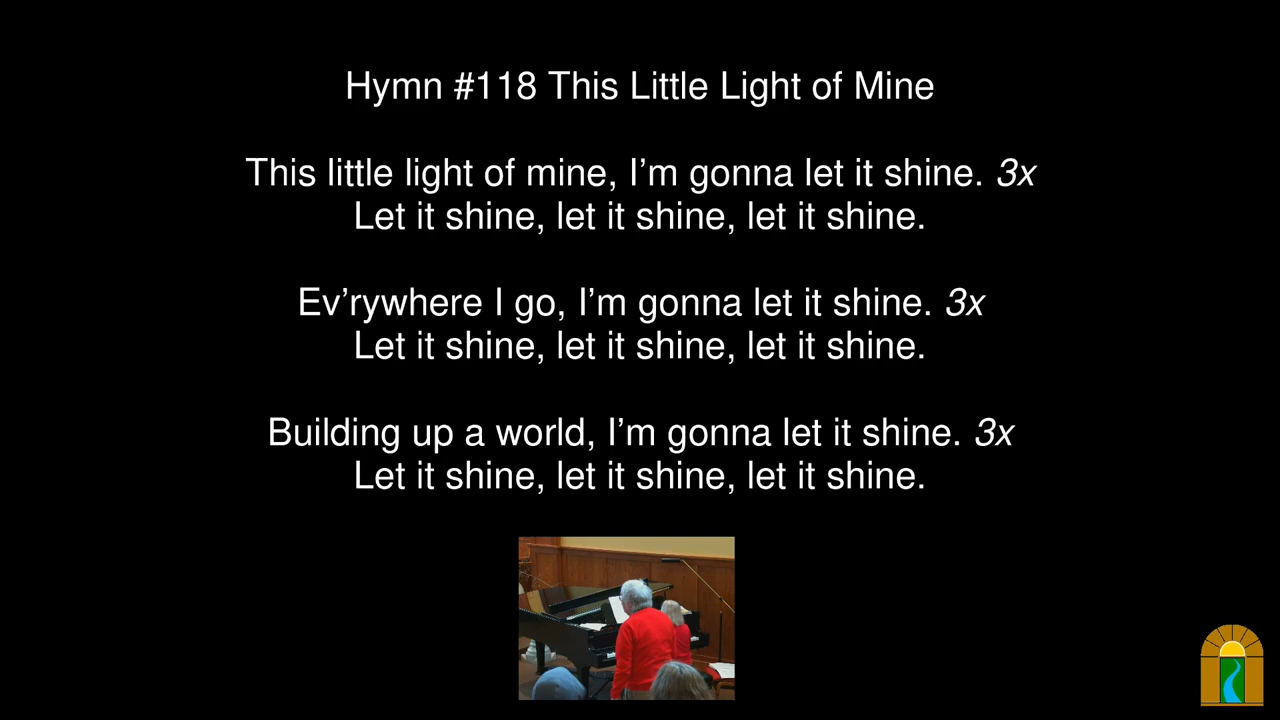 Hymn #118 This Little Light of Mine
This little light of mine, I’m gonna let it shine. 3x
Let it shine, let it shine, let it shine.
Ev’rywhere I go, I’m gonna let it shine. 3x
Let it shine, let it shine, let it shine.
Building up a world, I’m gonna let it shine. 3x
Let it shine, let it shine, let it shine.